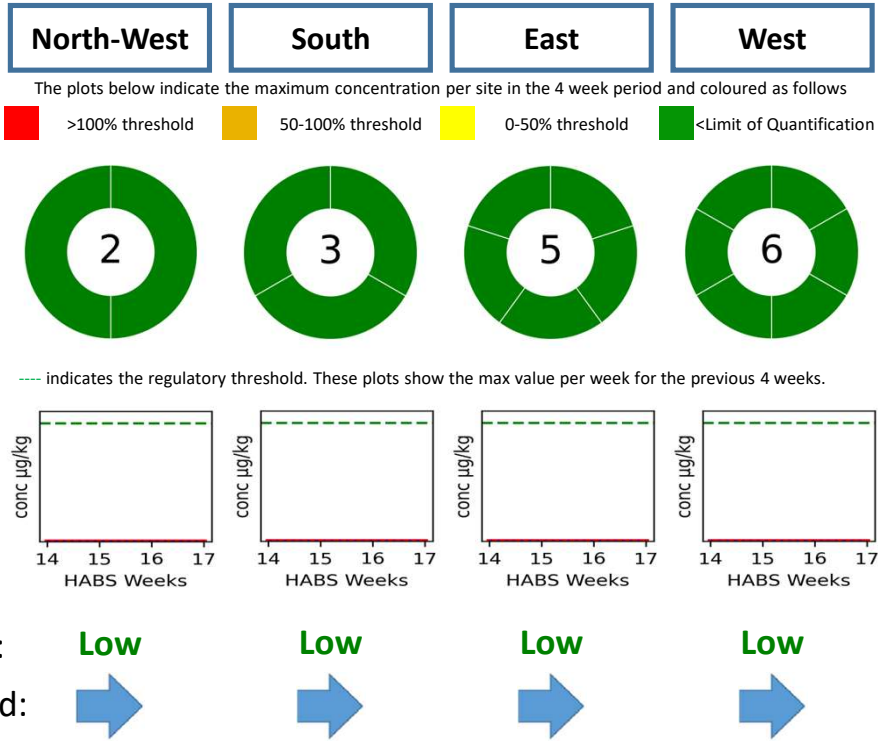 North-West South East West
The plots below indicate the maximum concentration per site in the 4 week period and coloured as follows
>100% threshold 50-100% threshold 0-50% threshold <Limit of Quantification
2 3 5 6
---- indicates the regulatory threshold. These plots show the max value per week for the previous 4 weeks.
conc µg/kg conc µg/kg conc µg/kg conc µg/kg
14 15 16 17 14 15 16 17 14 15 16 17 14 15 16 17
HABS Weeks HABS Weeks HABS Weeks HABS Weeks
: Low Low Low Low
d: